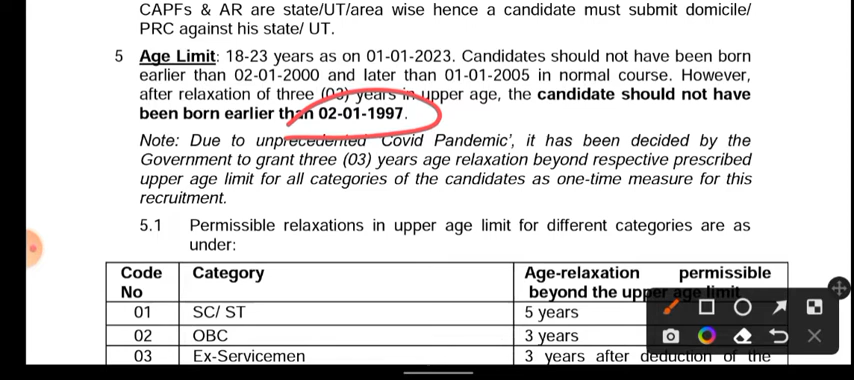 CAPFs & AR are state/UT/area wise hence a candidate must submit domicile/
PRC against his state/ UT.
5 Age Limit: 18-23 years as on 01-01-2023. Candidates should not have been born
earlier than 02-01-2000 and later than 01-01-2005 in normal course. However,
after relaxation of three (03) years in upper age, the candidate should not have
been born earlier than 02-01-1997.
Note: Due to unprecedented 'Covid Pandemic', it has been decided by the
Government to grant three (03) years age relaxation beyond respective prescribed
upper age limit for all categories of the candidates as one-time measure for this
recruitment.
5.1 Permissible relaxations in upper age limit for different categories are as
under:
Code No Category Age-relaxation permissible
beyond the upper age limit
01 SC/ ST 5 years
02 OBC 3 years
03 Ex-Servicemen 3 years after deduction of the